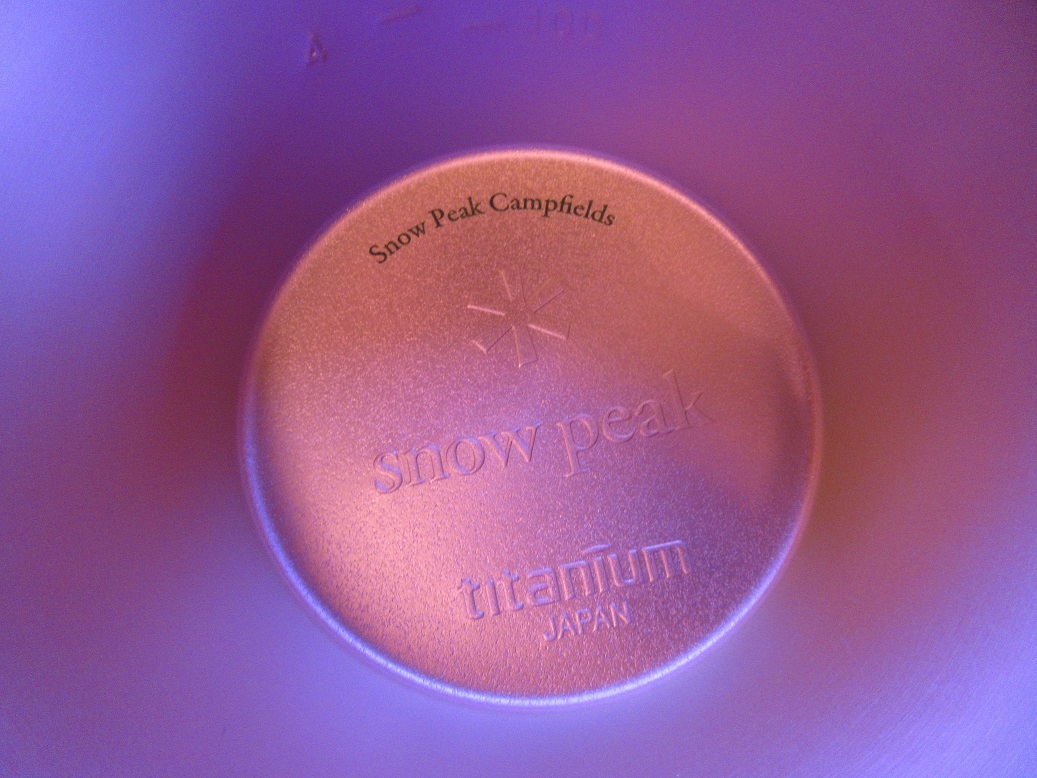 Snow Peak Campfields
snow peak
titanium
JAPAN